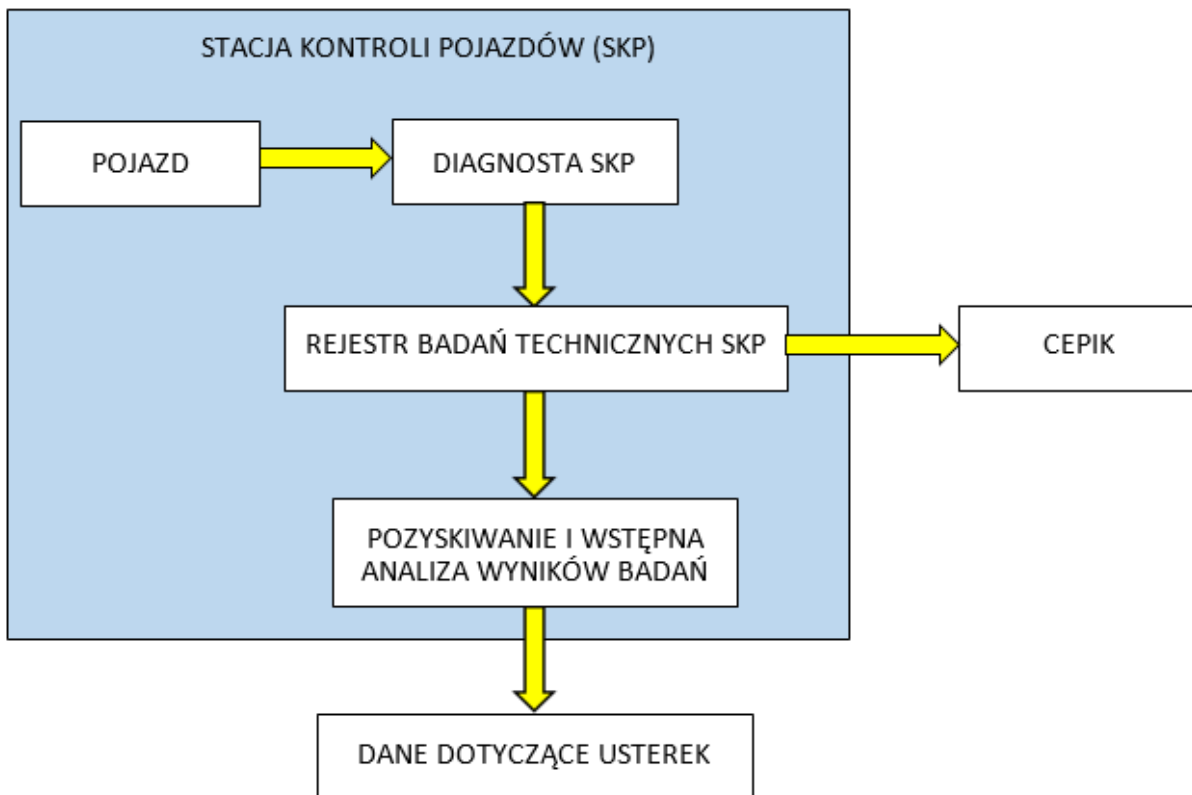 STACJA KONTROLI POJAZDÓW (SKP)
POJAZD
DIAGNOSTA SKP
REJESTR BADAŃ TECHNICZNYCH SKP
CEPIK
POZYSKIWANIE I WSTĘPNA
ANALIZA WYNIKÓW BADAŃ
DANE DOTYCZĄCE USTEREK